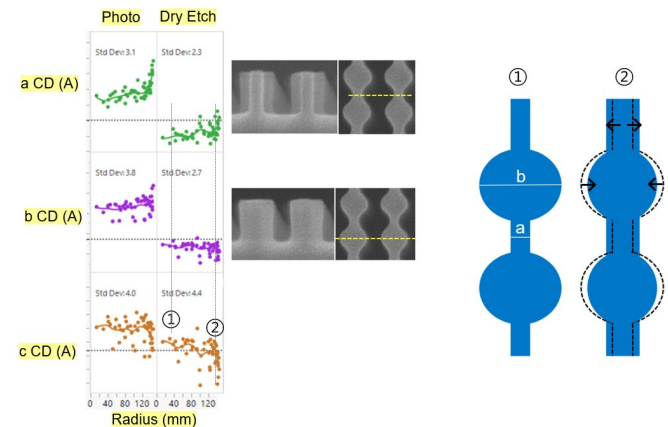 Photo Dry Etch
Std Dev: 3.1 Std Dev: 2.3
a CD (A)
Std Dev: 3.8 Std Dev: 2.7
b CD (A)
Std Dev: 4.0 Std Dev: 4.4
① ②
c CD (A)
0 40 80 120 0 40 80 120
Radius (mm)
① ②
b
a